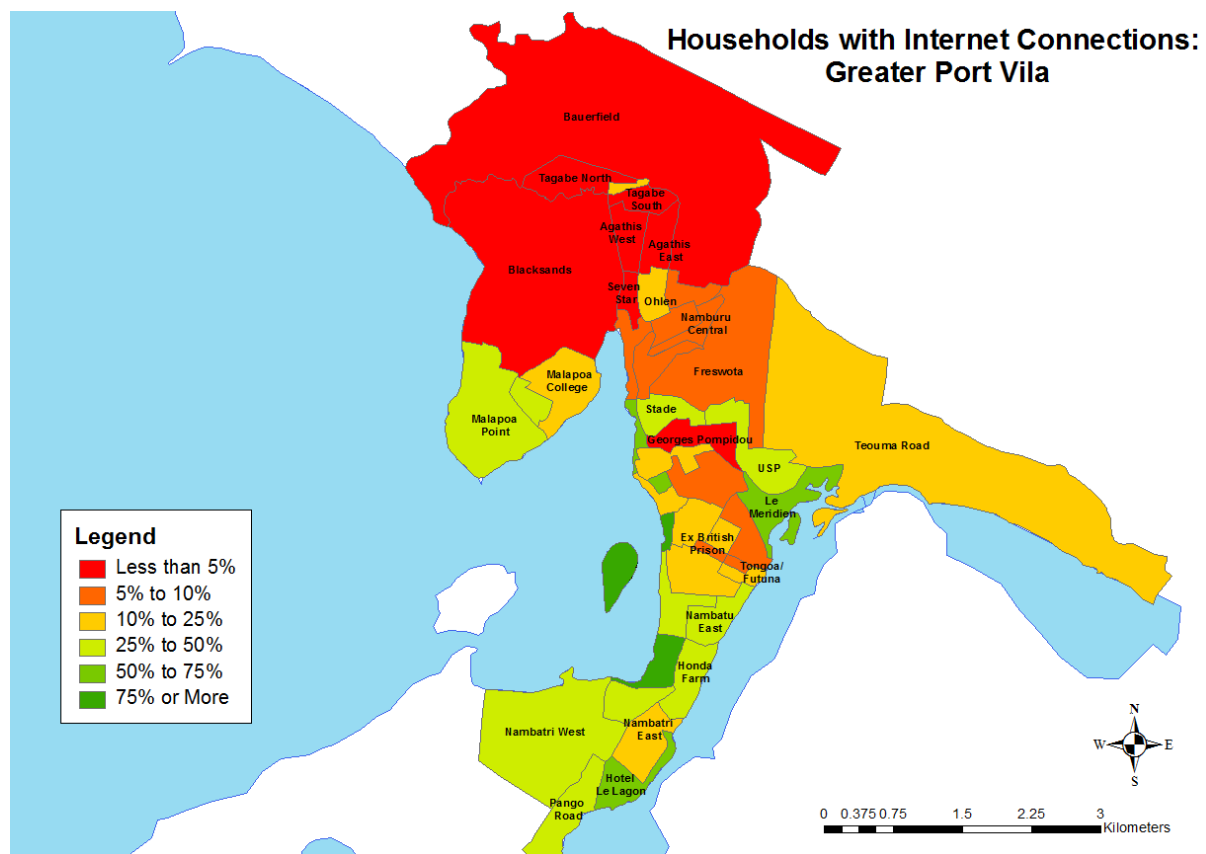 Households with Internet Connections:
Greater Port Vila
Bauerfield
Tagabe North
Tagabe
South
Agathis
West
Agathis
East
Blacksands
Seven
Star
Ohlen
Namburu
Central
Freswota
Malapoa
College
Malapoa
Point
Stade
Georges Pompidou
USP
Teouma Road
Le
Meridien
Ex British
Prison
Tongoa/
Futuna
Nambatu
East
Honda
Farm
Nambatri West
Nambatri
East
Hotel
Le Lagon
Pango
Road
Legend
Less than 5%
5% to 10%
10% to 25%
25% to 50%
50% to 75%
75% or More
N
W
E
S
0 0.375 0.75 1.5 2.25 3
Kilometers